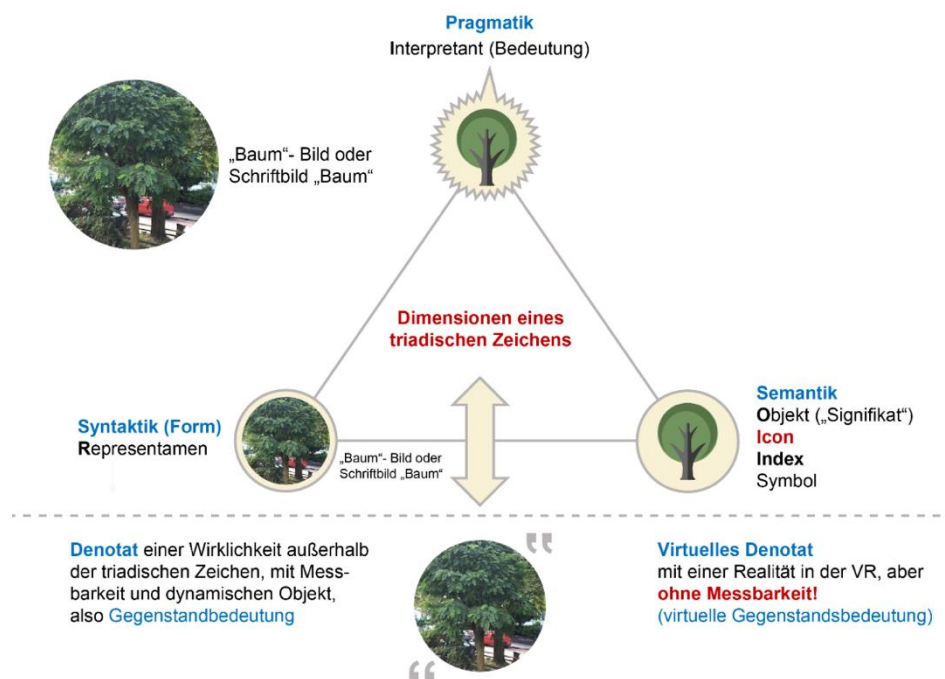 Pragmatik
Interpretant (Bedeutung)
„Baum“- Bild oder
Schriftbild „Baum“
Dimensionen eines
triadischen Zeichens
Syntaktik (Form)
Representamen
„Baum“- Bild oder
Schriftbild „Baum“
Semantik
Objekt („Signifikat“)
Icon
Index
Symbol
Denotat einer Wirklichkeit außerhalb
der triadischen Zeichen, mit Mess-
barkeit und dynamischen Objekt,
also Gegenstandbedeutung
Virtuelles Denotat
mit einer Realität in der VR, aber
ohne Messbarkeit!
(virtuelle Gegenstandsbedeutung)